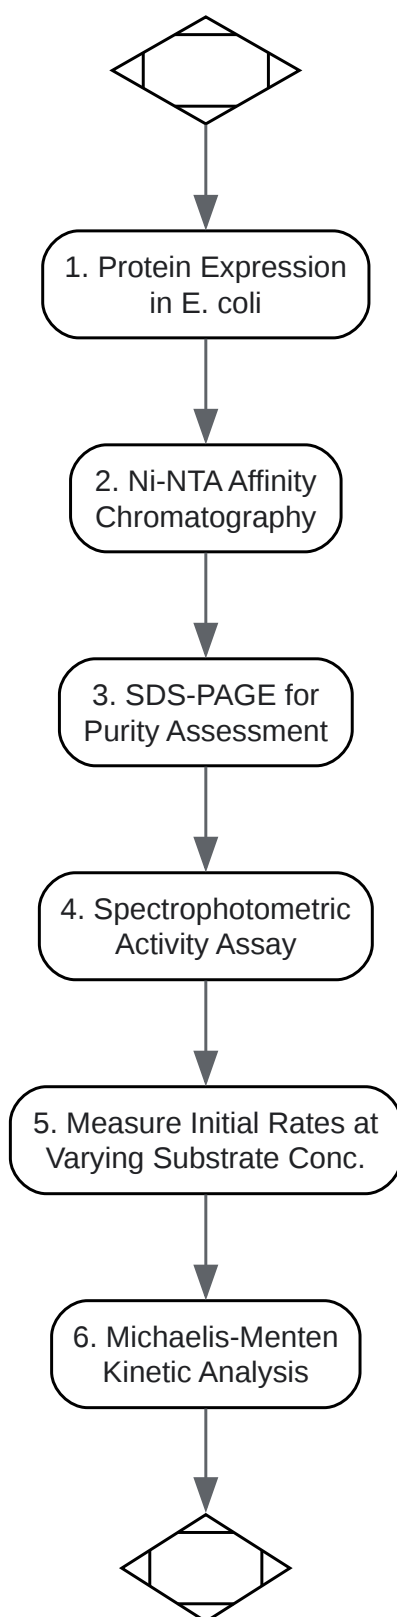 1. Protein Expression
in E. coli
2. Ni-NTA Affinity
Chromatography
3. SDS-PAGE for
Purity Assessment
4. Spectrophotometric
Activity Assay
5. Measure Initial Rates at
Varying Substrate Conc.
6. Michaelis-Menten
Kinetic Analysis